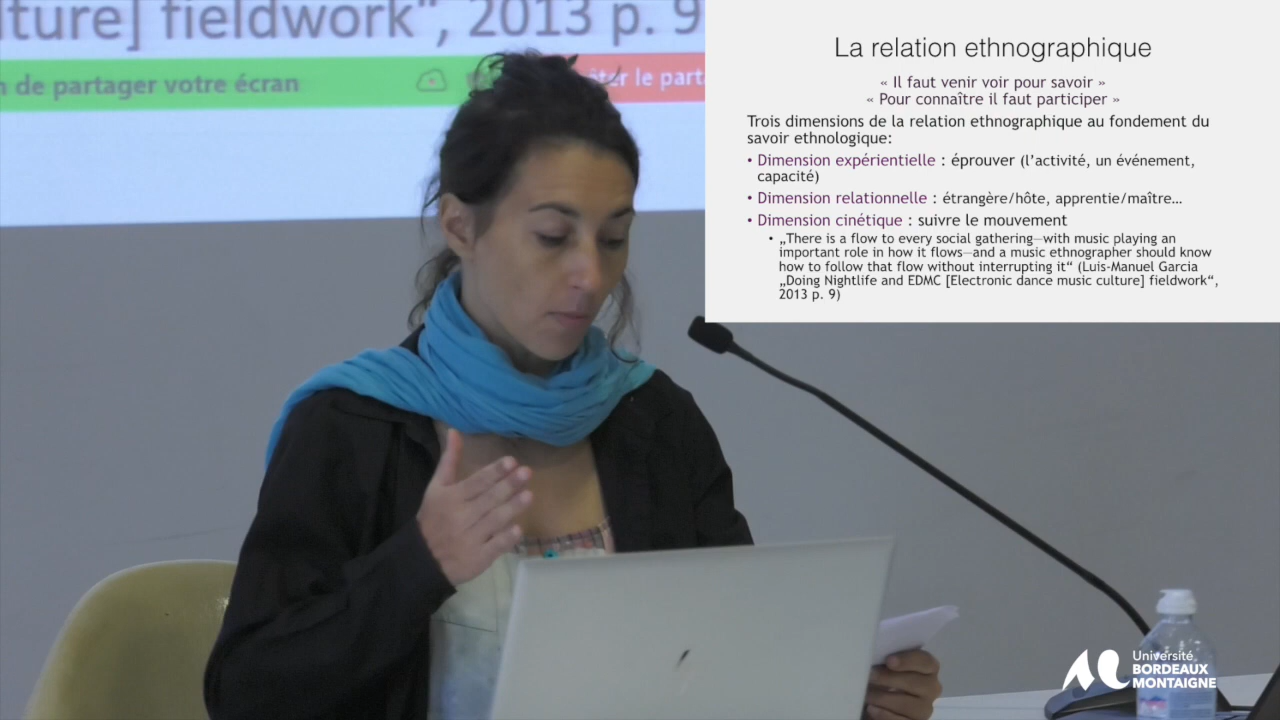 ture] fieldwork“, 2013 p. 9
n de partager votre écran
ter le parta
La relation ethnographique
« Il faut venir voir pour savoir »
« Pour connaître il faut participer »
Trois dimensions de la relation ethnographique au fondement du
savoir ethnologique:
• Dimension expérientielle : éprouver (l’activité, un événement,
capacité)
• Dimension relationnelle : étrangère/hôte, apprentie/maître…
• Dimension cinétique : suivre le mouvement
• „There is a flow to every social gathering—with music playing an
important role in how it flows—and a music ethnographer should know
how to follow that flow without interrupting it“ (Luis-Manuel Garcia
„Doing Nightlife and EDMC [Electronic dance music culture] fieldwork“,
2013 p. 9)
Université
BORDEAUX
MONTAIGNE